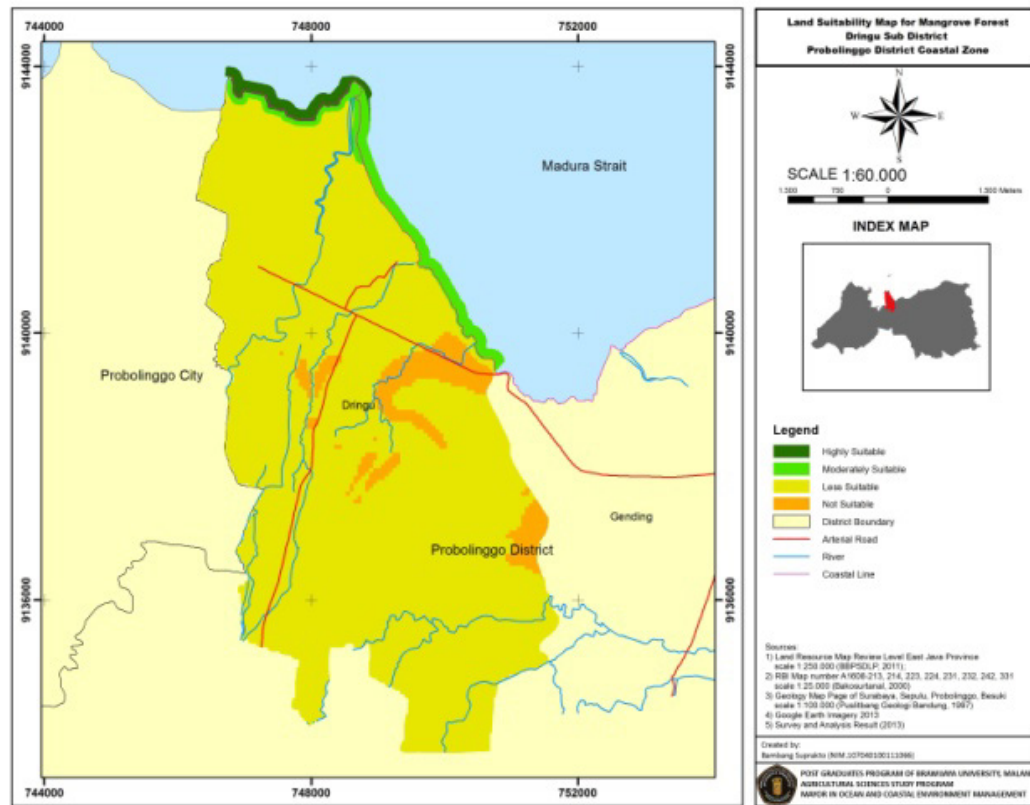 744000
748000
752000
9144000
9144000
Madura Strait
9140000
9140000
Probolinggo City
Dringu
Gending
Probolinggo District
9136000
9136000
744000
748000
752000
Land Suitability Map for Mangrove Forest
Dringu Sub District
Probolinggo District Coastal Zone
N
W
E
S
SCALE 1:60.000
1.300
750
0
1.300 Meters
INDEX MAP
Legend
Highly Suitable
Moderately Suitable
Less Suitable
Not Suitable
District Boundary
Arterial Road
River
Coastal Line
Sources:
1) Land Resource Map Review Level East Java Province
scale 1:250.000 (BBPSDLP, 2011);
2) RBI Map number A1608-213, 214, 223, 224, 231, 232, 242, 331
scale 1:25.000 (Bakosurtanal, 2000)
3) Geology Map Page of Surabaya, Sepulu, Probolinggo, Besuki
scale 1:100.000 (Puslitbang Geologi Bandung, 1997)
4) Google Earth Imagery 2013
5) Survey and Analysis Result (2013)
Created by:
Bambang Suprakto (NIM.
POST GRADUATES PROGRAM OF BRAWIJAYA UNIVERSITY, MALANG
AGRICULTURAL SCIENCES STUDY PROGRAM
MAYOR IN OCEAN AND COASTAL ENVIRONMENT MANAGEMENT